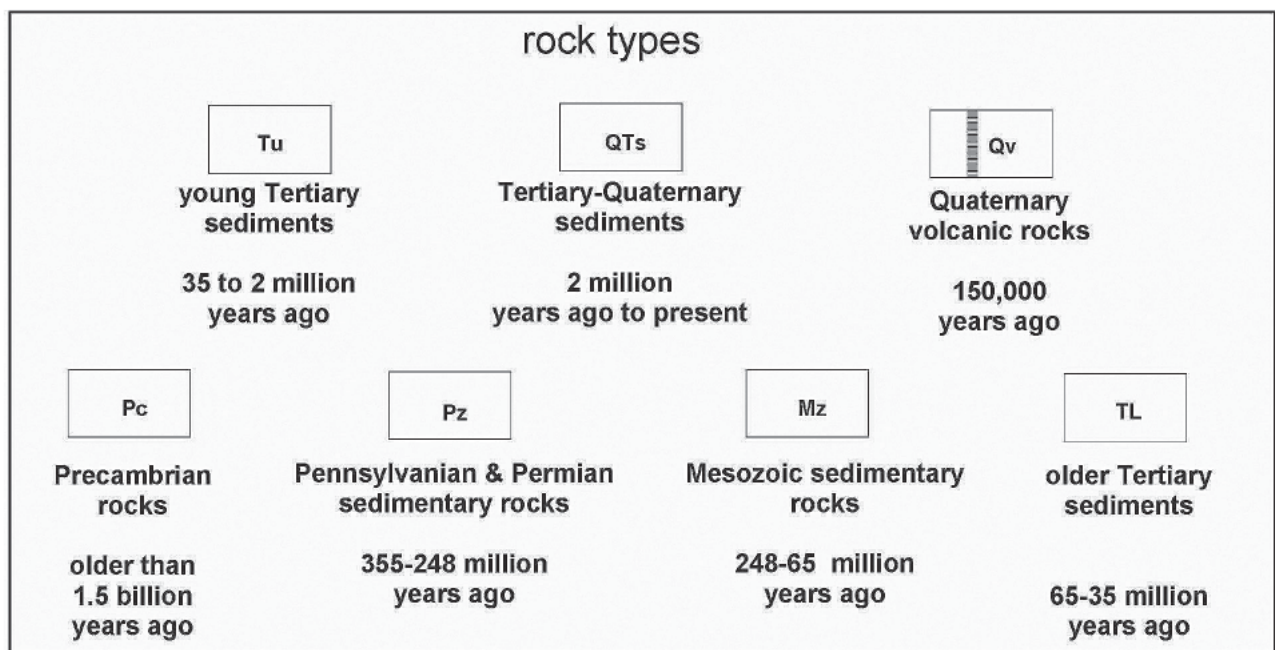 rock types
Tu
young Tertiary
sediments
35 to 2 million
years ago
QTs
Tertiary-Quaternary
sediments
2 million
years ago to present
Qv
Quaternary
volcanic rocks
150,000
years ago
Pc
Precambrian
rocks
older than
1.5 billion
years ago
Pz
Pennsylvanian & Permian
sedimentary rocks
355-248 million
years ago
Mz
Mesozoic sedimentary
rocks
248-65 million
years ago
TL
older Tertiary
sediments
65-35 million
years ago